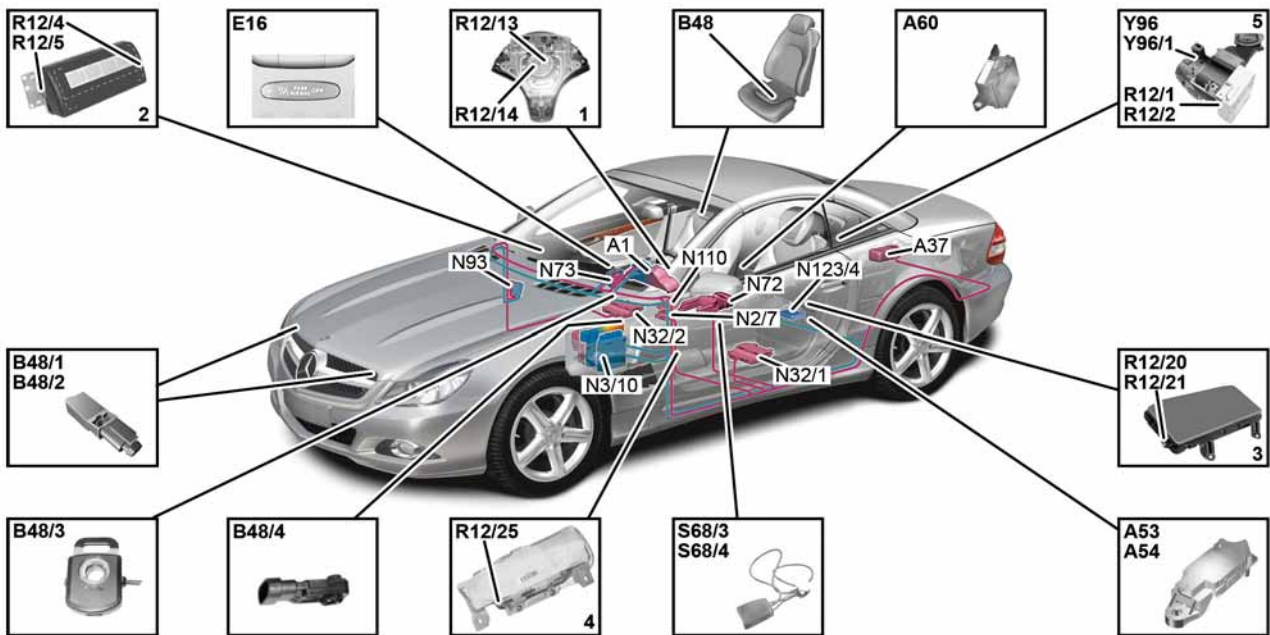 R12/4
R12/5
2
E16
R12/13
R12/14
1
B48
A60
Y96
Y96/1
5
R12/1
R12/2
A1
N110
A37
N93
N73
N72
N123/4
N2/7
N32/2
N3/10
N32/1
B48/1
B48/2
R12/20
R12/21
3
B48/3
B48/4
R12/25
4
S68/3
S68/4
A53
A54